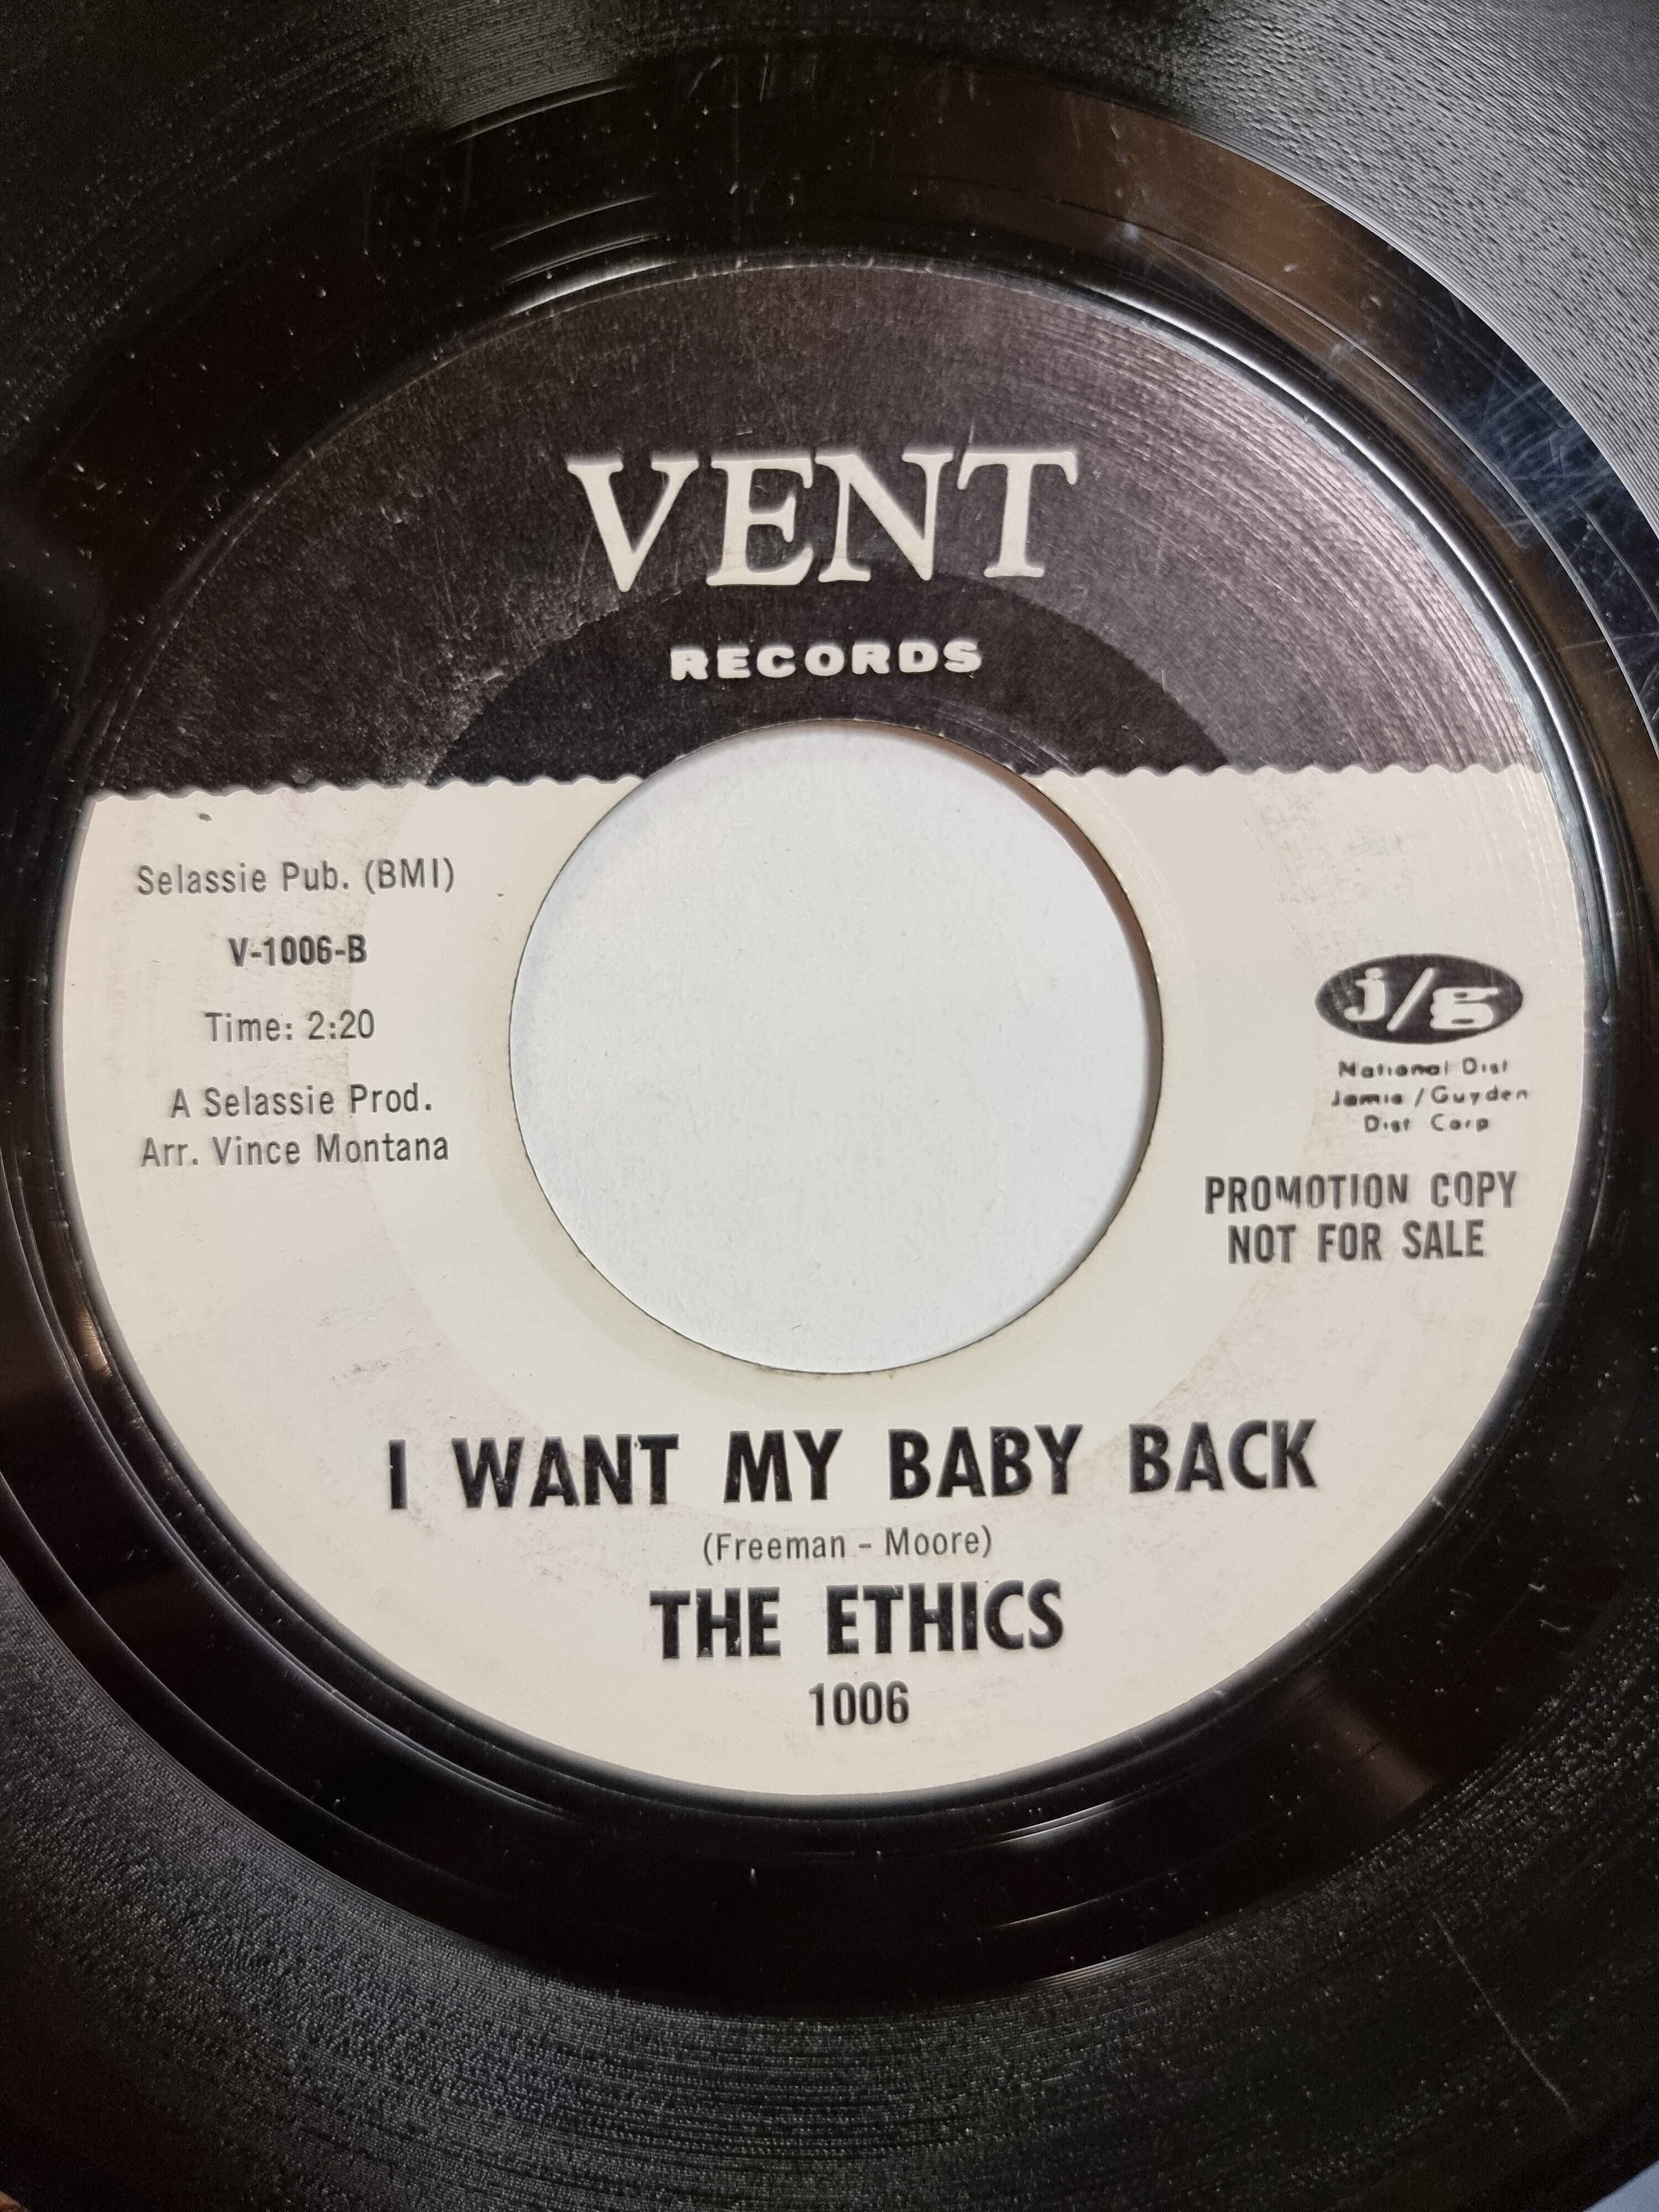 VENT
RECORDS
Selassie Pub. (BMI)
V-1006-B
Time: 2:20
A Selassie Prod.
Arr. Vince Montana
j/g
National Dist
Jamie / Guyden
Dist Corp
PROMOTION COPY
NOT FOR SALE
I WANT MY BABY BACK
(Freeman - Moore)
THE ETHICS
1006